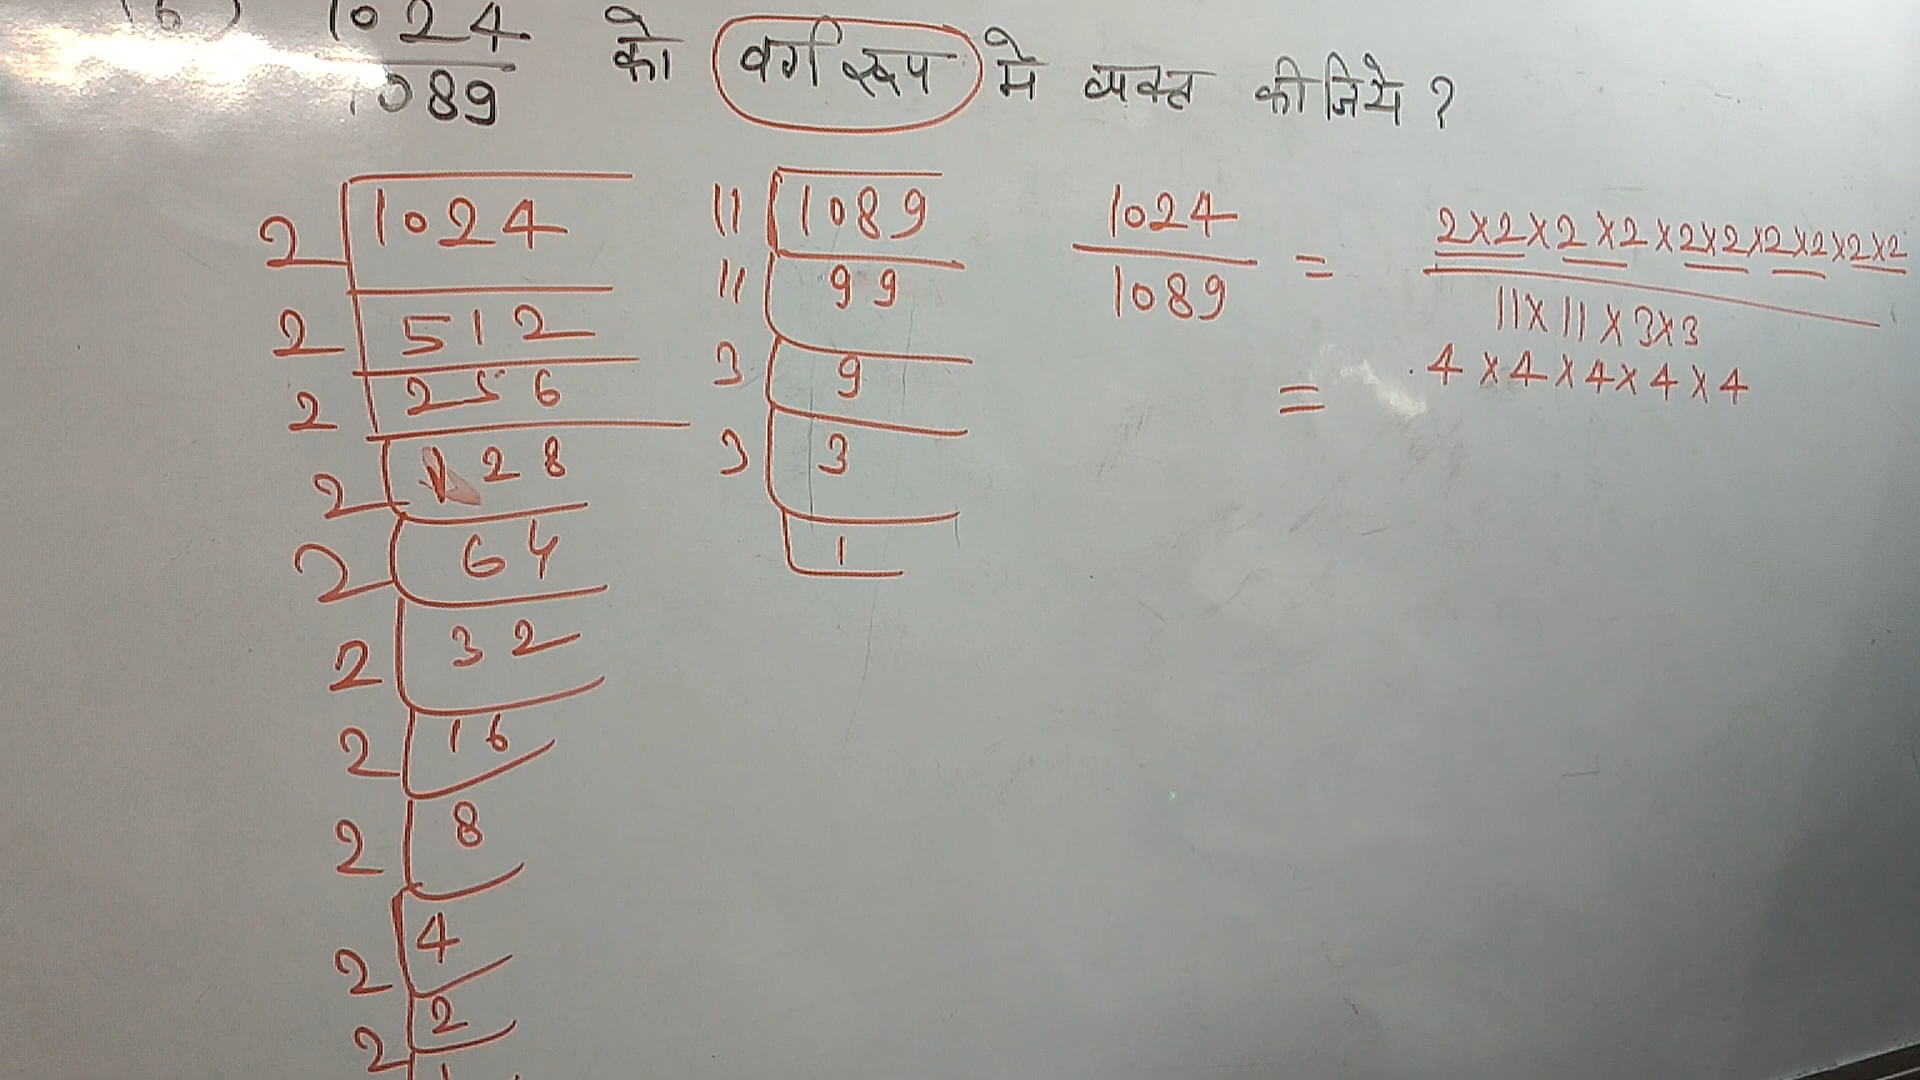 1024/1089 को वर्ग रूप मे व्यक्त कीजिये ?
2 | 1024
2 | 512
2 | 256
2 | 128
2 | 64
2 | 32
2 | 16
2 | 8
2 | 4
2 | 2
11 | 1089
11 | 99
3 | 9
3 | 3
1
1024/1089 = 2×2×2×2×2×2×2×2×2×2/11×11×3×3
= 4×4×4×4×4